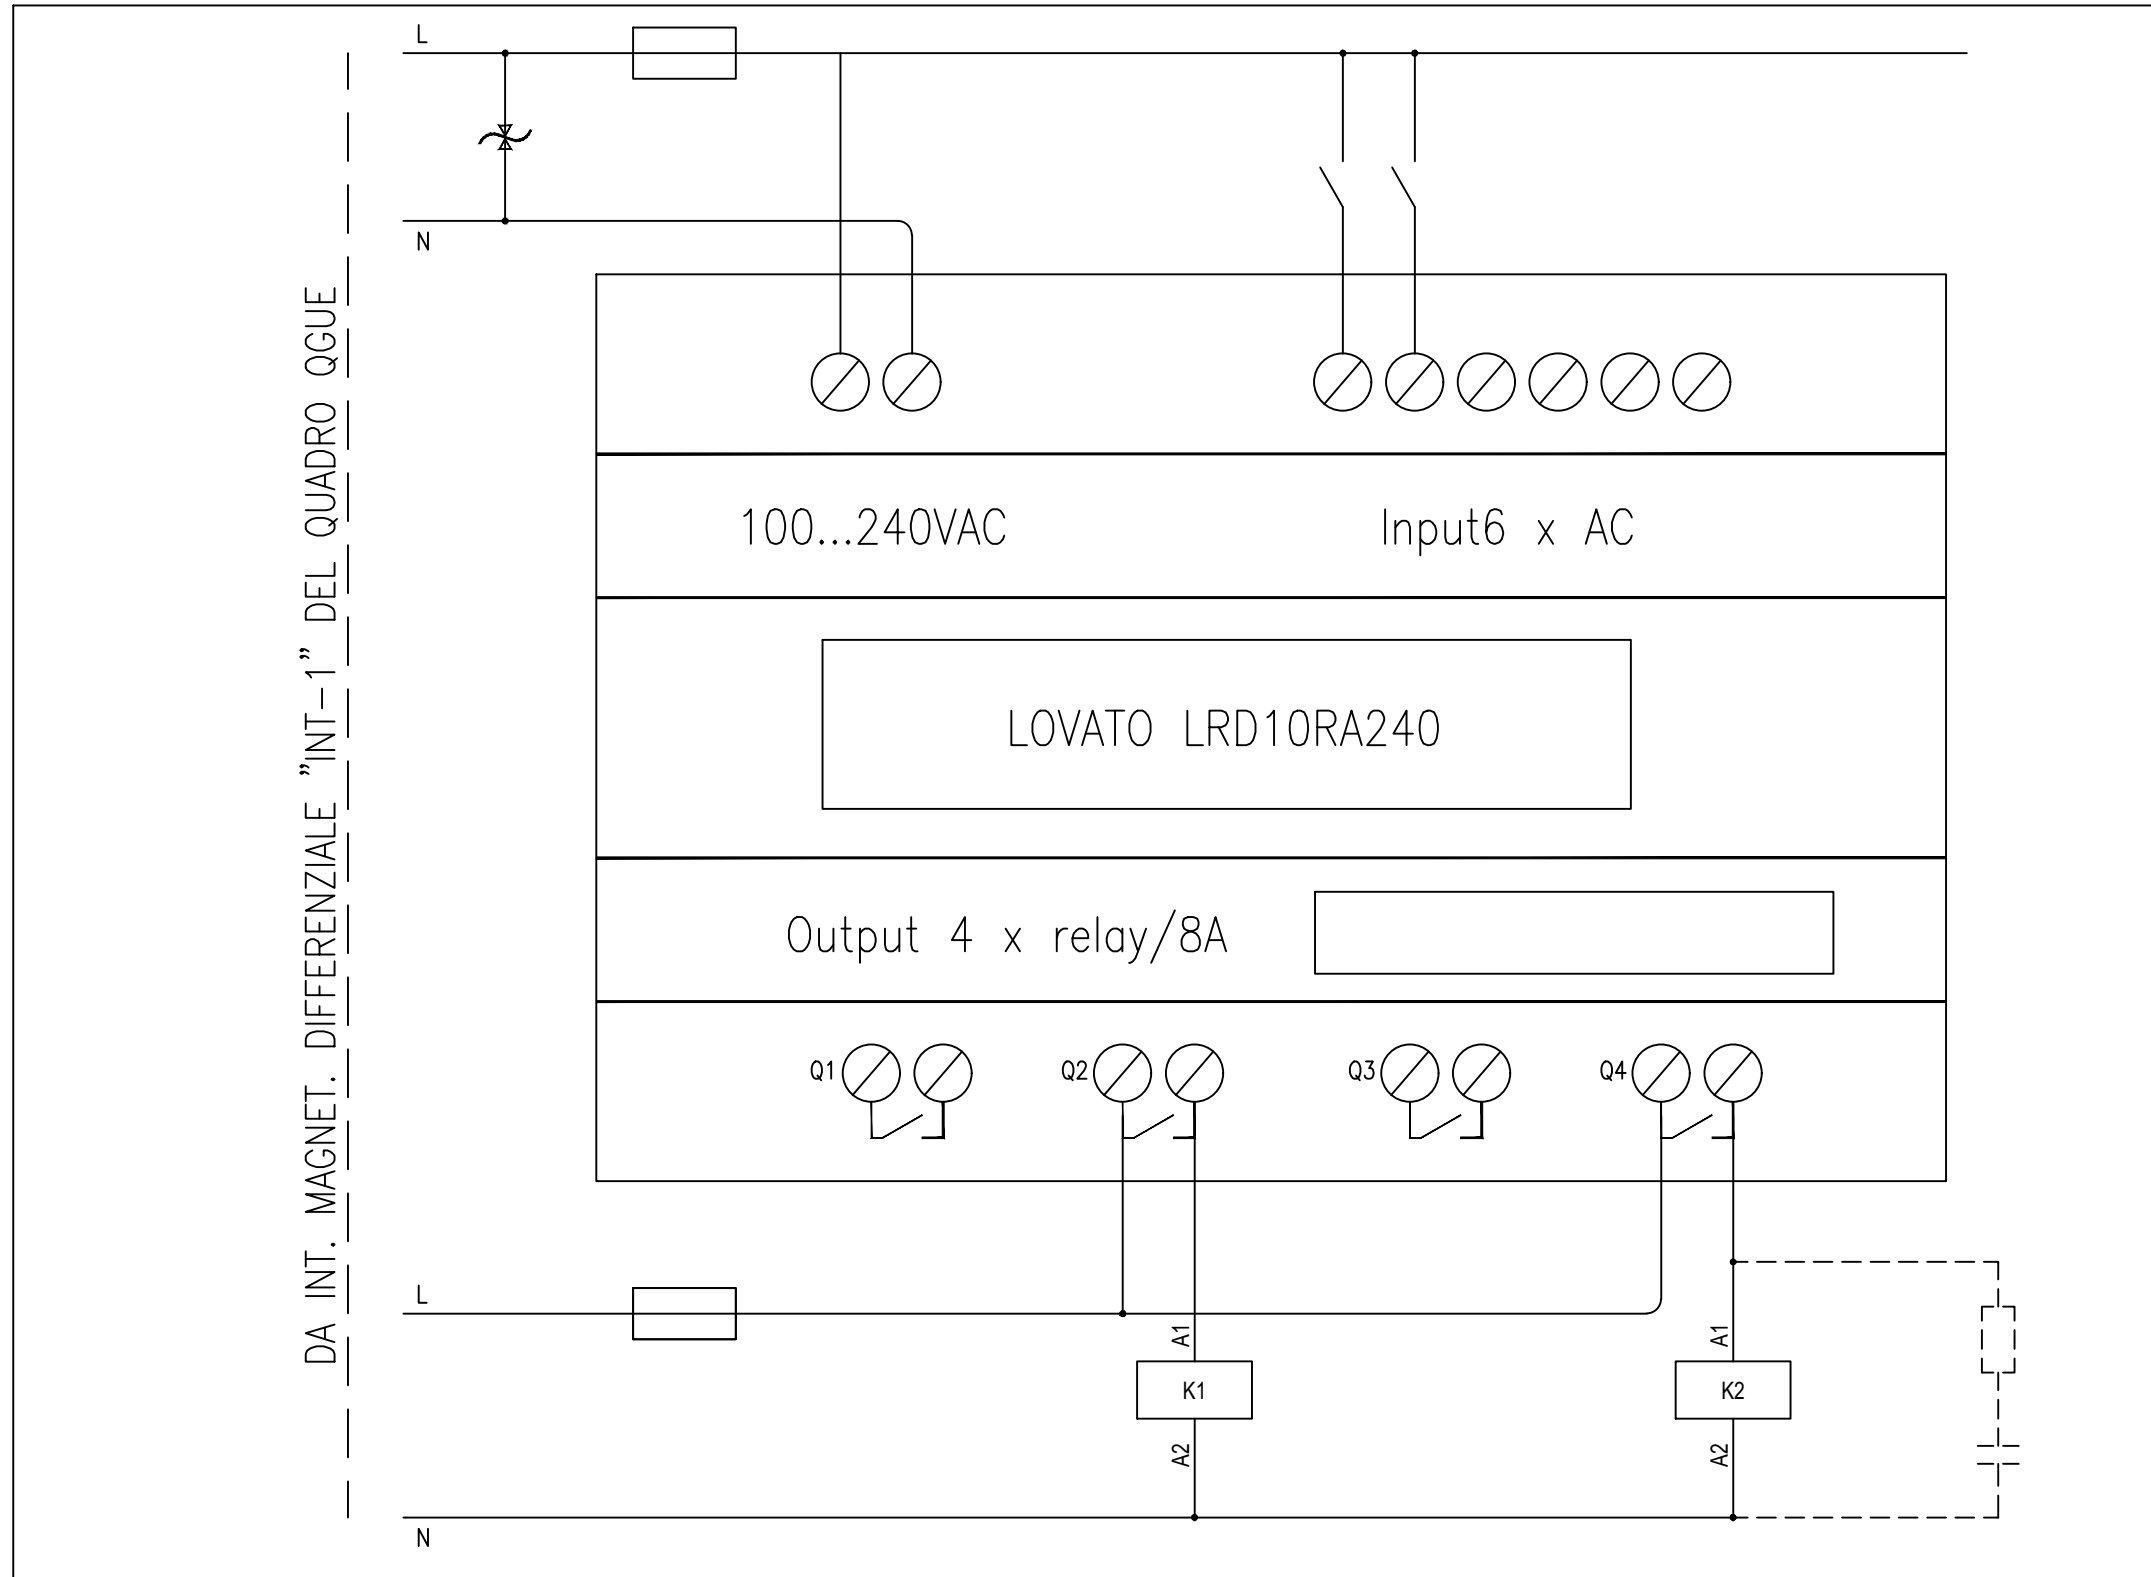 L
N
DA INT. MAGNET. DIFFERENZIALE "INT-1" DEL QUADRO QGUE
100...240VAC
Input6 x AC
LOVATO LRD10RA240
Output 4 x relay/8A
Q1
Q2
Q3
Q4
L
A1
A1
K1
K2
A2
A2
N